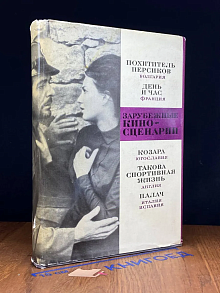 ПОХИТИТЕЛЬ
ПЕРСИКОВ
БОЛГАРИЯ
ДЕНЬ
И ЧАС
ФРАНЦИЯ
ЗАРУБЕЖНЫЕ
КИНО-
СЦЕНАРИИ
КОЗАРА
ЮГОСЛАВИЯ
ТАКОВА
СПОРТИВНАЯ
ЖИЗНЬ
АНГЛИЯ
ПАЛАЧ
ИТАЛИЯ
ИСПАНИЯ